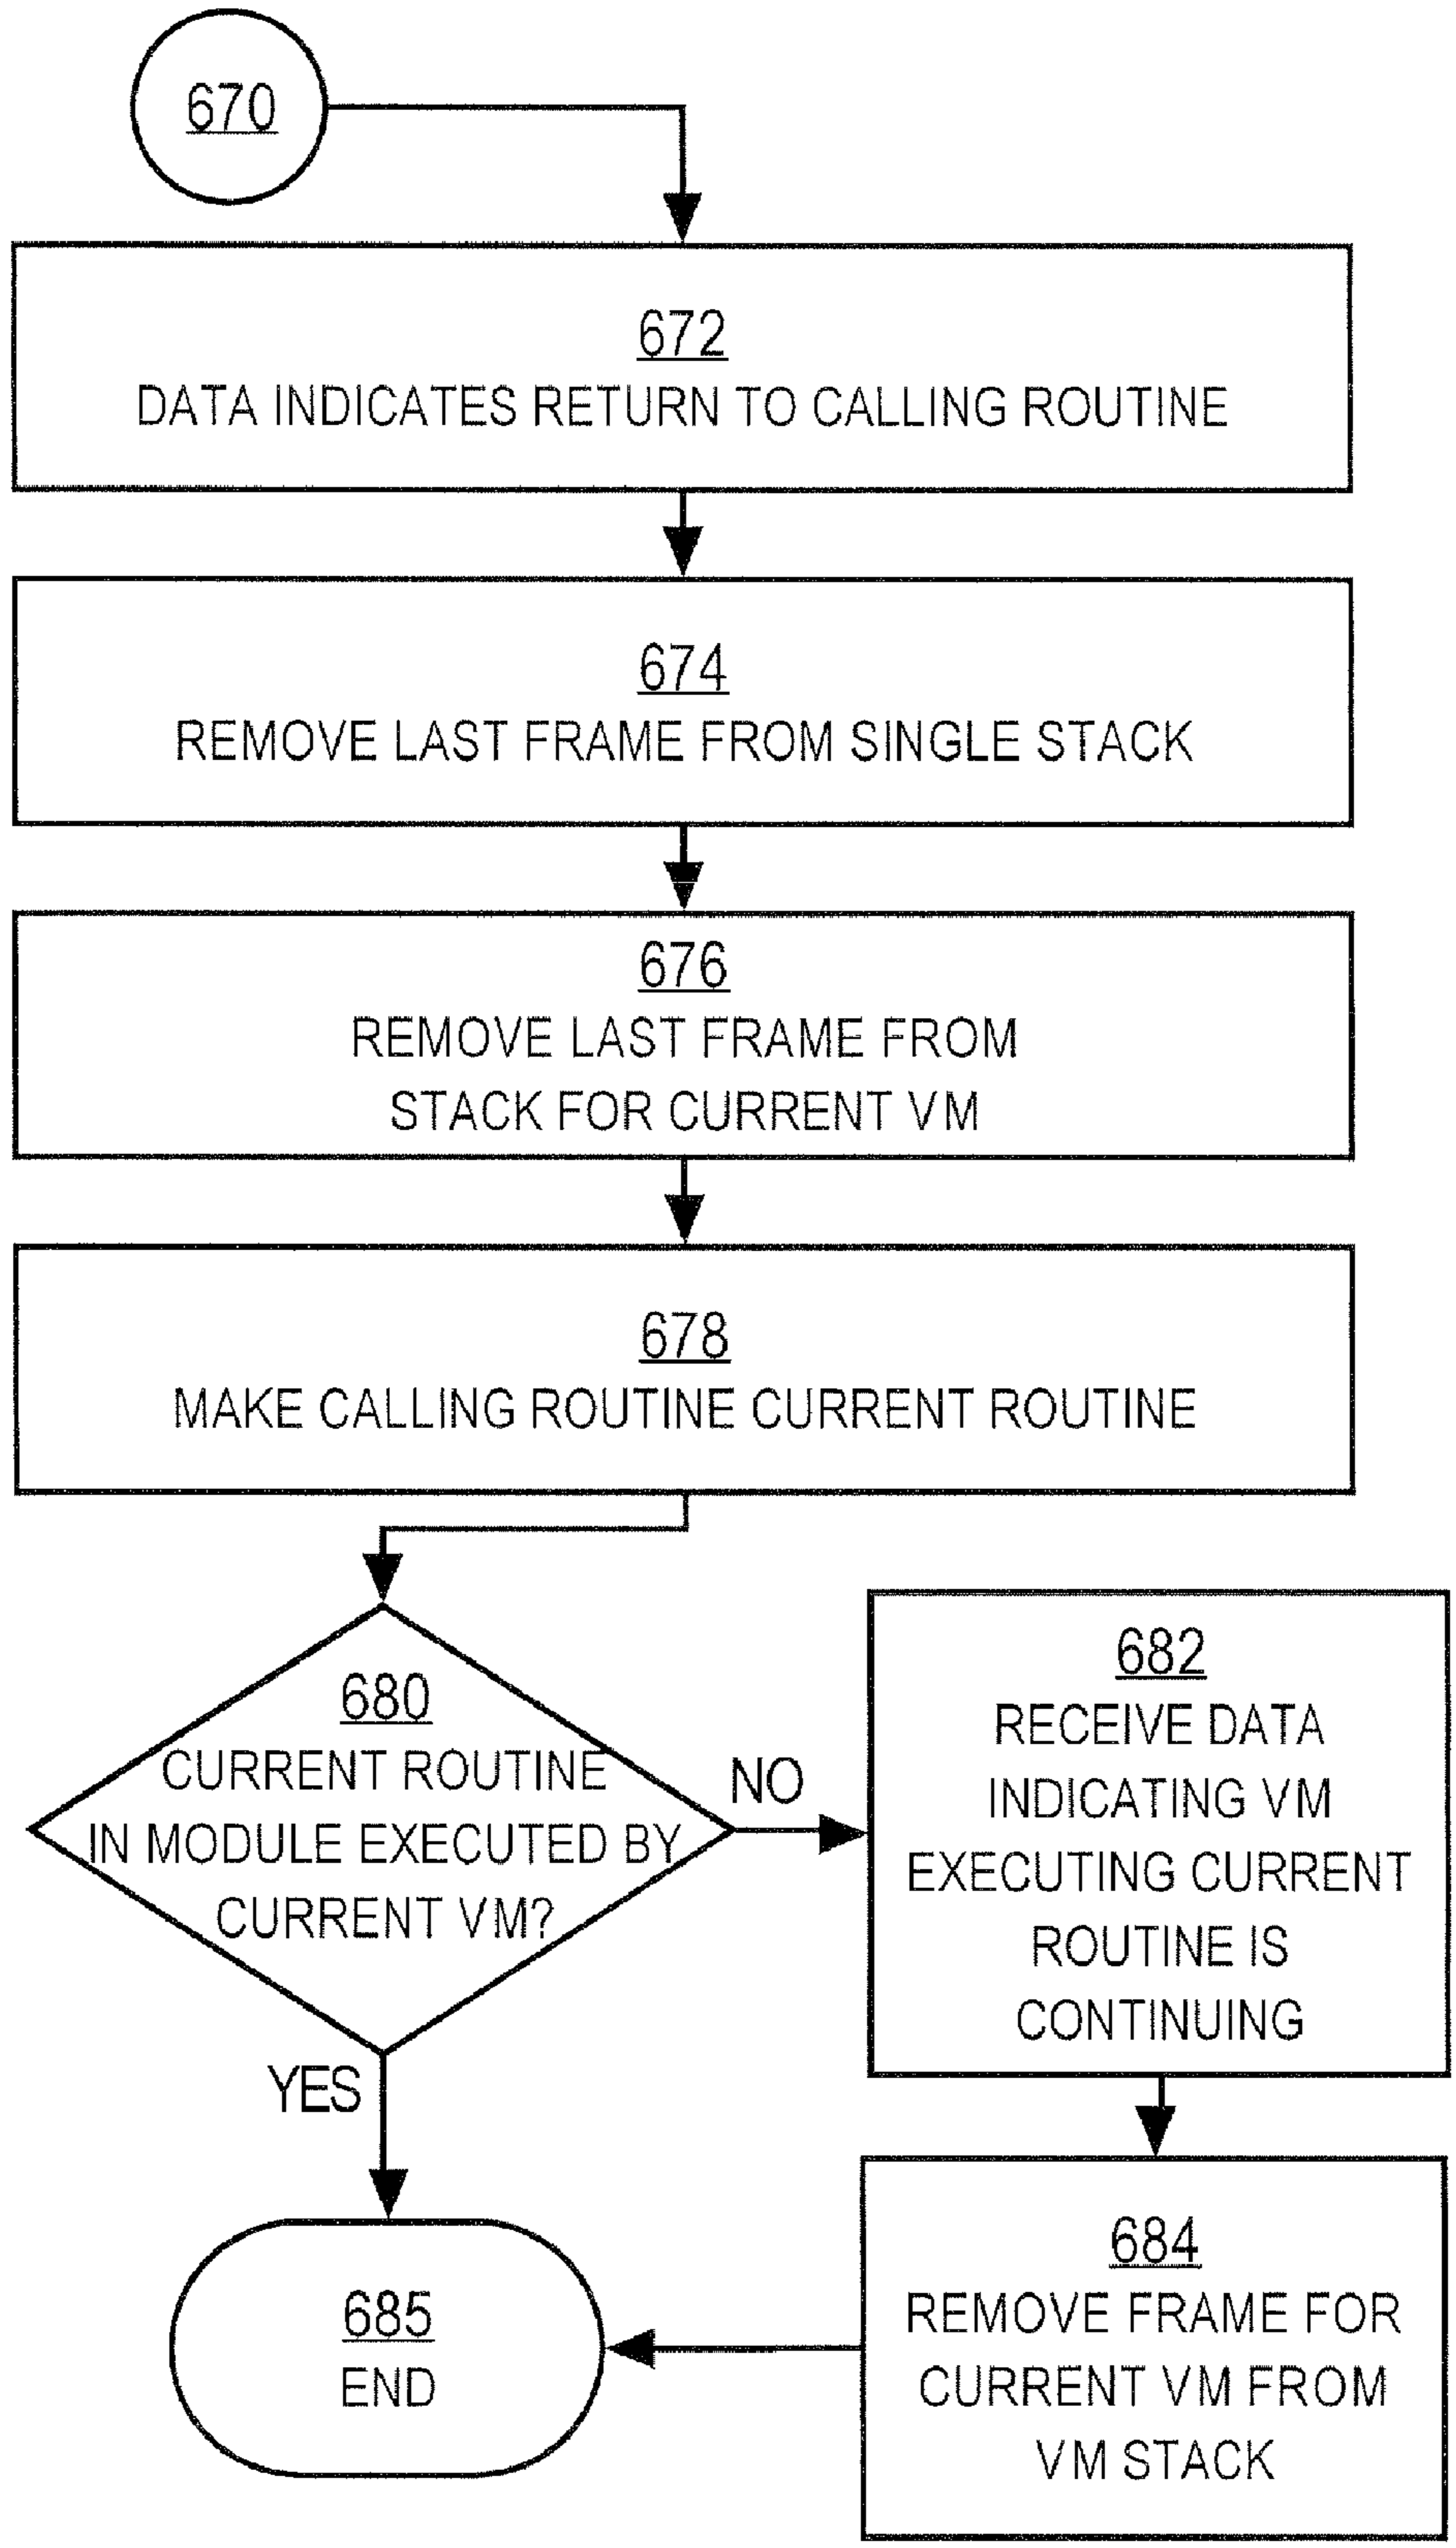 670
672
DATA INDICATES RETURN TO CALLING ROUTINE
674
REMOVE LAST FRAME FROM SINGLE STACK
676
REMOVE LAST FRAME FROM
STACK FOR CURRENT VM
678
MAKE CALLING ROUTINE CURRENT ROUTINE
680
CURRENT ROUTINE
IN MODULE EXECUTED BY
CURRENT VM?
NO
YES
682
RECEIVE DATA
INDICATING VM
EXECUTING CURRENT
ROUTINE IS
CONTINUING
684
REMOVE FRAME FOR
CURRENT VM FROM
VM STACK
685
END